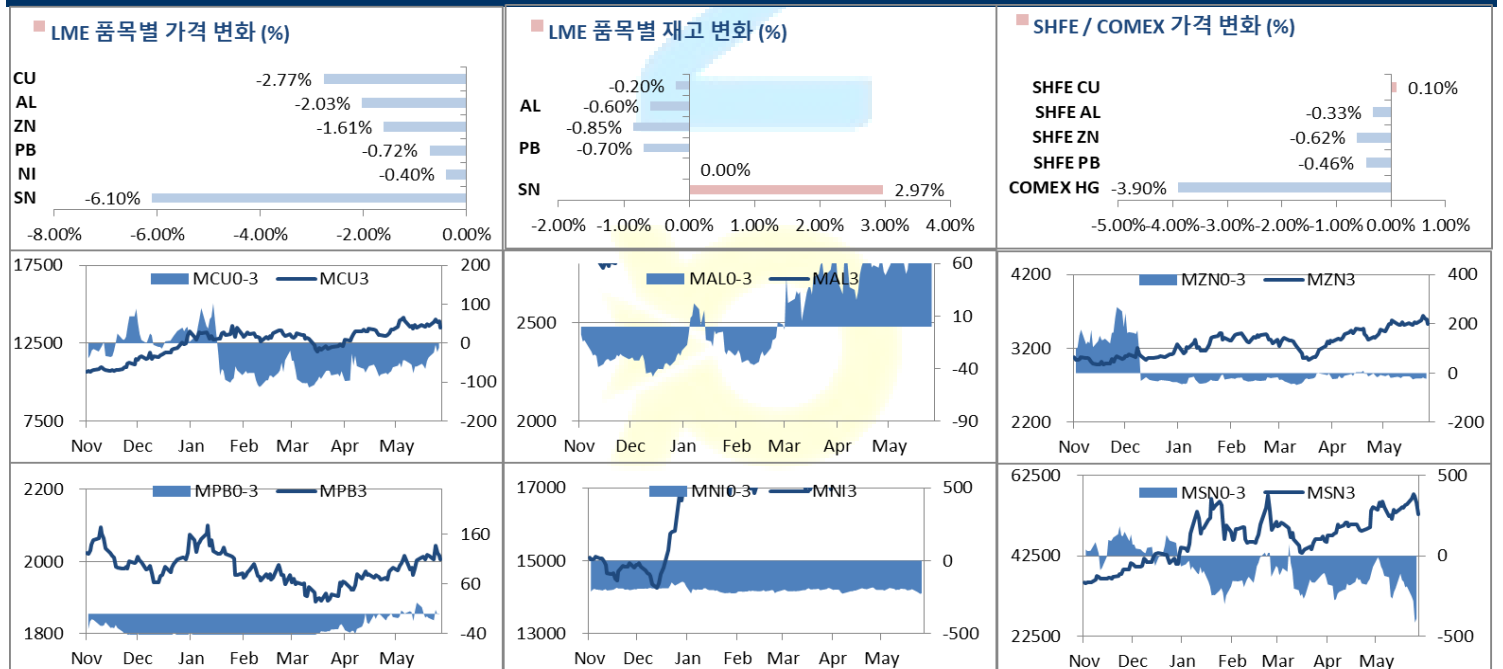 LME 품목별 가격 변화 (%)
CU
-2.77%
AL
-2.03%
ZN
-1.61%
PB
-0.72%
NI
-0.40%
SN
-6.10%
-8.00% -6.00% -4.00% -2.00% 0.00%
LME 품목별 재고 변화 (%)
-0.20%
AL
-0.60%
-0.85%
PB
-0.70%
0.00%
SN
2.97%
-2.00% -1.00% 0.00% 1.00% 2.00% 3.00% 4.00%
SHFE / COMEX 가격 변화 (%)
SHFE CU
0.10%
SHFE AL
-0.33%
SHFE ZN
-0.62%
SHFE PB
-0.46%
COMEX HG
-3.90%
-5.00% -4.00% -3.00% -2.00% -1.00% 0.00% 1.00%
MCU0-3 MCU3
17500
12500
7500
200
100
0
-100
-200
Nov Dec Jan Feb Mar Apr May
MAL0-3 MAL3
2500
2000
60
10
-40
-90
Nov Dec Jan Feb Mar Apr May
MZN0-3 MZN3
4200
3200
2200
400
200
0
-200
Nov Dec Jan Feb Mar Apr May
MPB0-3 MPB3
2200
2000
1800
160
60
-40
Nov Dec Jan Feb Mar Apr May
MNI0-3 MNI3
17000
15000
13000
500
0
-500
Nov Dec Jan Feb Mar Apr May
MSN0-3 MSN3
62500
42500
22500
500
0
-500
Nov Dec Jan Feb Mar Apr May